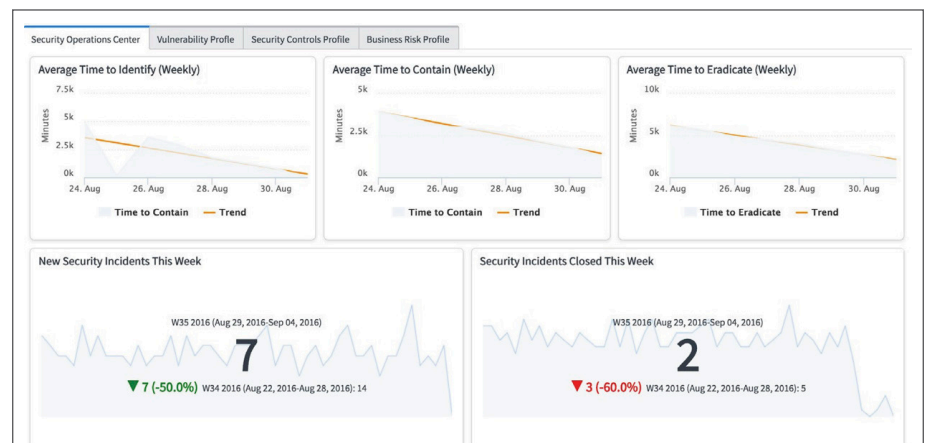 Security Operations Center
Vulnerability Profle
Security Controls Profile
Business Risk Profile
Average Time to Identify (Weekly)
7.5k
5k
2.5k
0k
Minutes
24. Aug 26. Aug 28. Aug 30. Aug
Time to Contain Trend
Average Time to Contain (Weekly)
5k
2.5k
0k
Minutes
24. Aug 26. Aug 28. Aug 30. Aug
Time to Contain Trend
Average Time to Eradicate (Weekly)
10k
5k
0k
Minutes
24. Aug 26. Aug 28. Aug 30. Aug
Time to Eradicate Trend
New Security Incidents This Week
W35 2016 (Aug 29, 2016-Sep 04, 2016)
7
▼ 7 (-50.0%) W34 2016 (Aug 22, 2016-Aug 28, 2016): 14
Security Incidents Closed This Week
W35 2016 (Aug 29, 2016-Sep 04, 2016)
2
▼ 3 (-60.0%) W34 2016 (Aug 22, 2016-Aug 28, 2016): 5